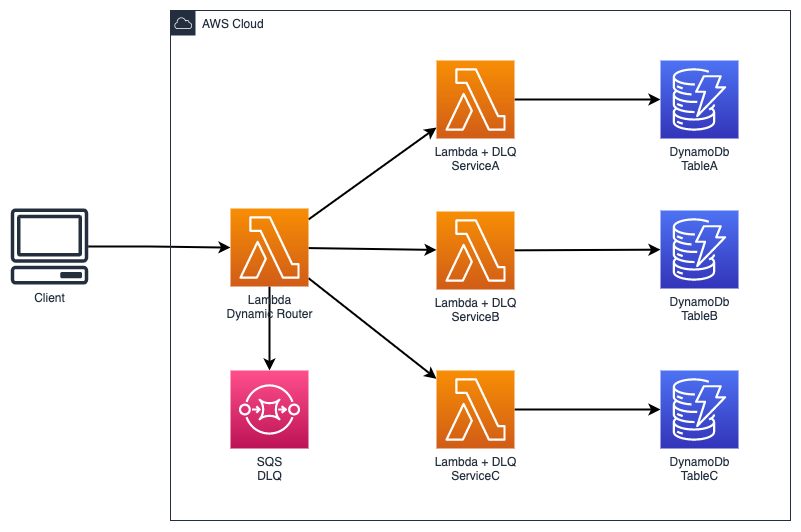 AWS Cloud
Lambda + DLQ
ServiceA
DynamoDb
TableA
Client
Lambda
Dynamic Router
Lambda + DLQ
ServiceB
DynamoDb
TableB
SQS
DLQ
Lambda + DLQ
ServiceC
DynamoDb
TableC